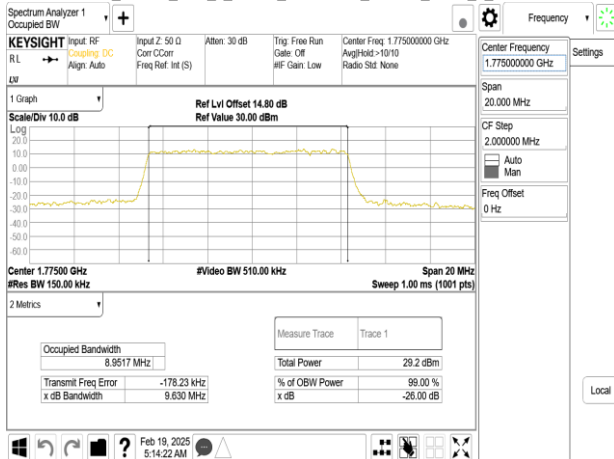 Spectrum Analyzer 1
Occupied BW
Frequency
KEYSIGHT
RL
Input: RF
Coupling: DC
Align: Auto
Input Z: 50 Ω
Corr CCorr
Freq Ref: Int (S)
Atten: 30 dB
Trig: Free Run
Gate: Off
#IF Gain: Low
Center Freq: 1.775000000 GHz
Avg|Hold:>10/10
Radio Std: None
LXI
1 Graph
Scale/Div 10.0 dB
Ref Lvl Offset 14.80 dB
Ref Value 30.00 dBm
Log
20.0
10.0
0.00
-10.0
-20.0
-30.0
-40.0
-50.0
-60.0
Center 1.77500 GHz
#Video BW 510.00 kHz
Span 20 MHz
#Res BW 150.00 kHz
Sweep 1.00 ms (1001 pts)
2 Metrics
Measure Trace
Trace 1
Occupied Bandwidth
8.9517 MHz
Total Power
29.2 dBm
Transmit Freq Error
-178.23 kHz
% of OBW Power
99.00 %
x dB Bandwidth
9.630 MHz
x dB
-26.00 dB
Feb 19, 2025
5:14:22 AM
Center Frequency
1.775000000 GHz
Settings
Span
20.000 MHz
CF Step
2.000000 MHz
Auto
Man
Freq Offset
0 Hz
Local